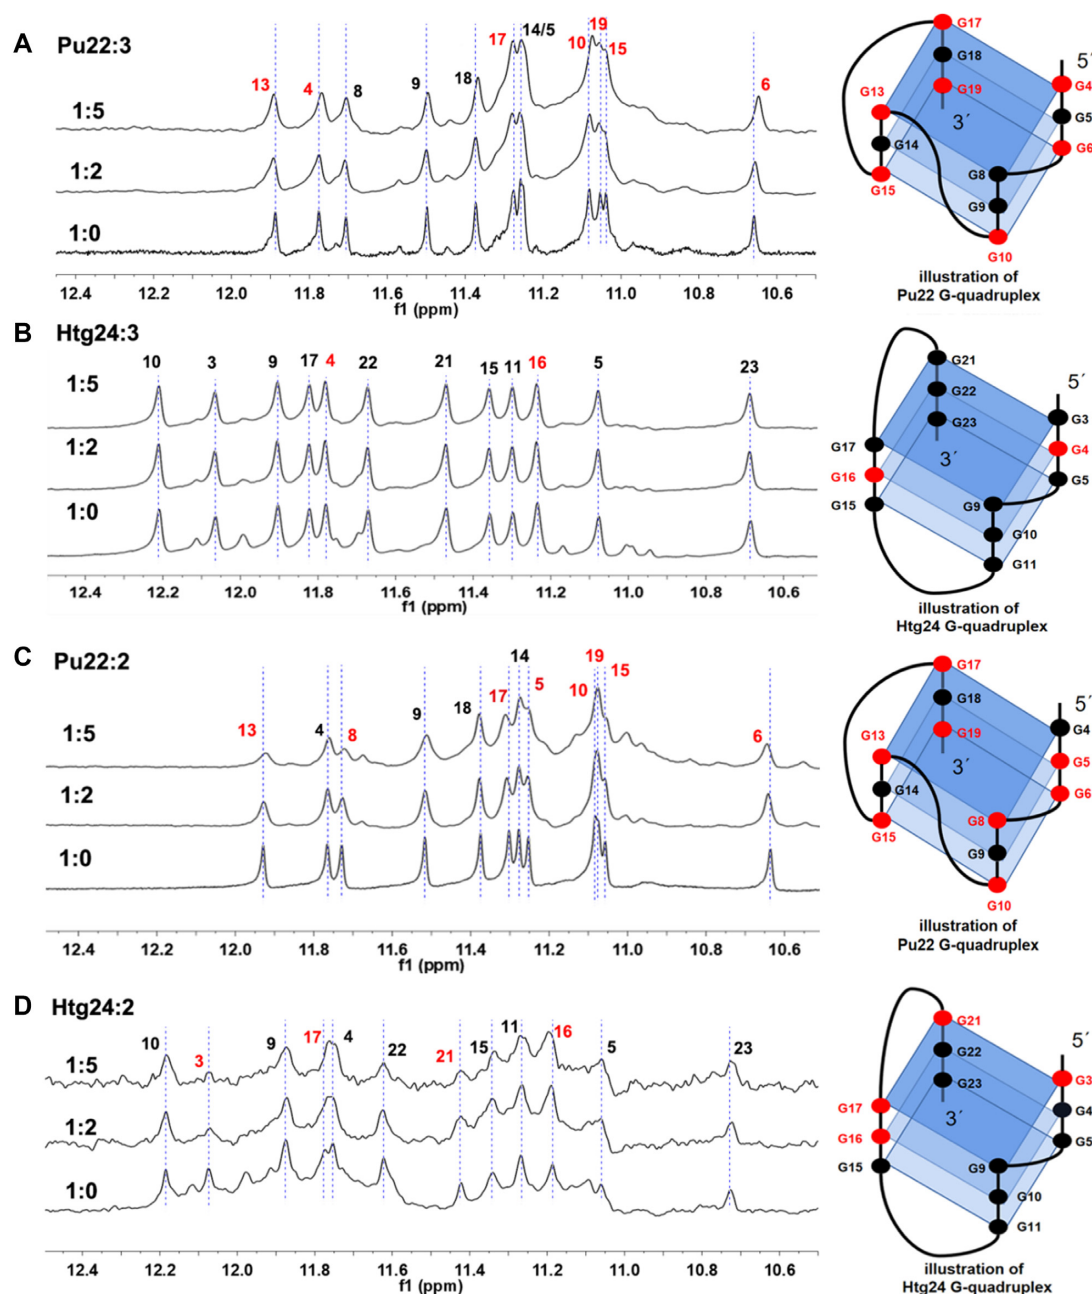 A Pu22:3
13 4 8 9 18 17 14/5 10 19 15 6
1:5
1:2
1:0
12.4 12.2 12.0 11.8 11.6 11.4 11.2 11.0 10.8 10.6
f1 (ppm)
G17
G18
G19
G13
G14
G15
3´
5´
G4
G5
G6
G8
G9
G10
illustration of
Pu22 G-quadruplex
B Htg24:3
10 3 9 17 4 22 21 15 11 16 5 23
1:5
1:2
1:0
12.4 12.2 12.0 11.8 11.6 11.4 11.2 11.0 10.8 10.6
f1 (ppm)
G21
G22
G23
G17
G16
G15
3´
5´
G3
G4
G5
G9
G10
G11
illustration of
Htg24 G-quadruplex
C Pu22:2
13 4 8 9 18 17 14 5 10 19 15 6
1:5
1:2
1:0
12.4 12.2 12.0 11.8 11.6 11.4 11.2 11.0 10.8 10.6
f1 (ppm)
G17
G18
G19
G13
G14
G15
3´
5´
G4
G5
G6
G8
G9
G10
illustration of
Pu22 G-quadruplex
D Htg24:2
10 3 9 17 4 22 21 15 11 16 5 23
1:5
1:2
1:0
12.4 12.2 12.0 11.8 11.6 11.4 11.2 11.0 10.8 10.6
f1 (ppm)
G21
G22
G23
G17
G16
G15
3´
5´
G3
G4
G5
G9
G10
G11
illustration of
Htg24 G-quadruplex